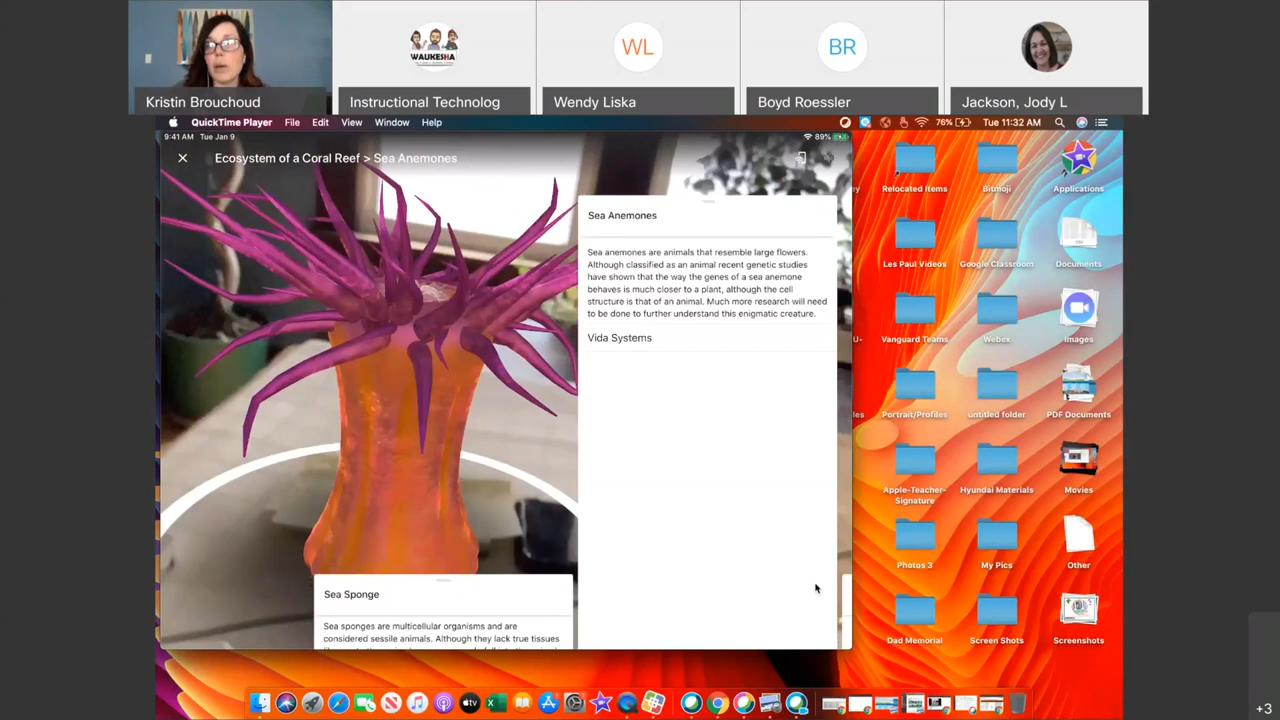 WAUKESHA
WL
BR
Kristin Brouchoud
Instructional Technolog
Wendy Liska
Boyd Roessler
Jackson, Jody L
QuickTime Player File Edit View Window Help
76% Tue 11:32 AM
9:41 AM Tue Jan 9
89%
Ecosystem of a Coral Reef > Sea Anemones
Sea Anemones
Sea anemones are animals that resemble large flowers.
Although classified as an animal recent genetic studies
have shown that the way the genes of a sea anemone
behaves is much closer to a plant, although the cell
structure is that of an animal. Much more research will need
to be done to further understand this enigmatic creature.
Vida Systems
Sea Sponge
Sea sponges are multicellular organisms and are
considered sessile animals. Although they lack true tissues
Relocated Items
Bitmoji
Applications
Les Paul Videos
Google Classroom
Documents
Vanguard Teams
Webex
Images
Portrait/Profiles
untitled folder
PDF Documents
Apple-Teacher-
Signature
Hyundai Materials
Movies
Photos 3
My Pics
Other
Dad Memorial
Screen Shots
Screenshots
tv
+3